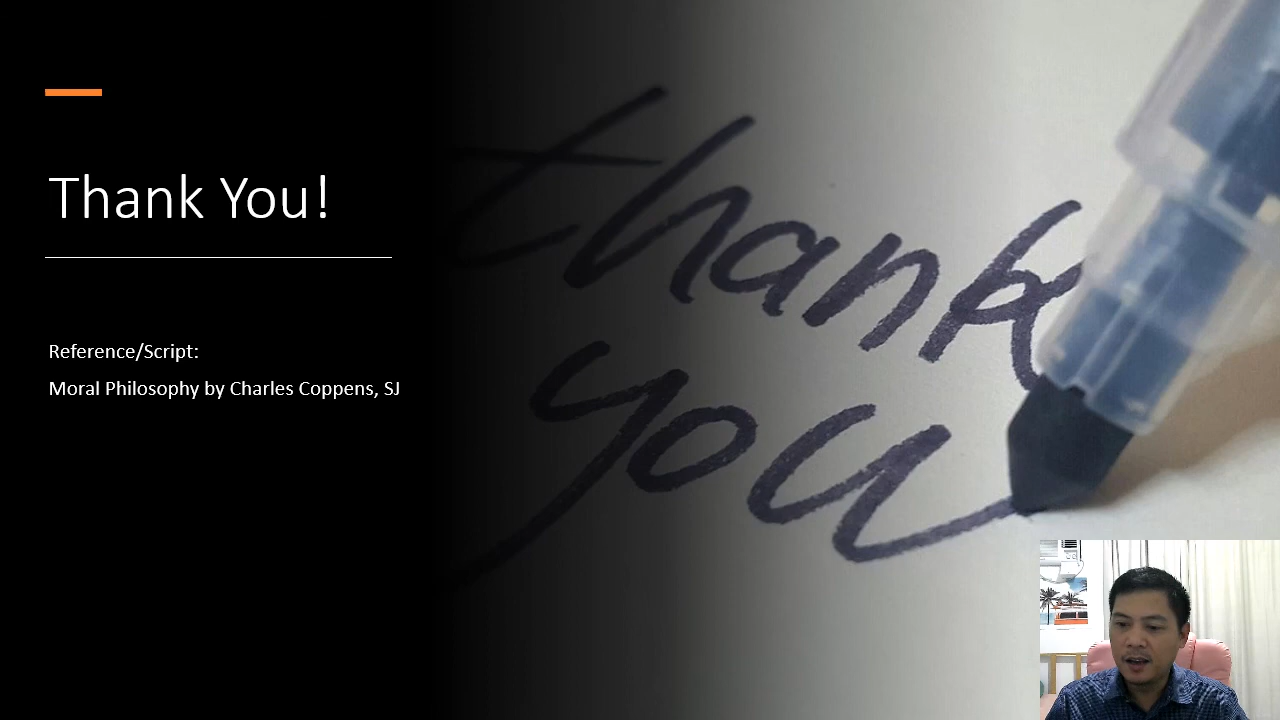 Thank You!
Reference/Script:
Moral Philosophy by Charles Coppens, SJ
thank
you